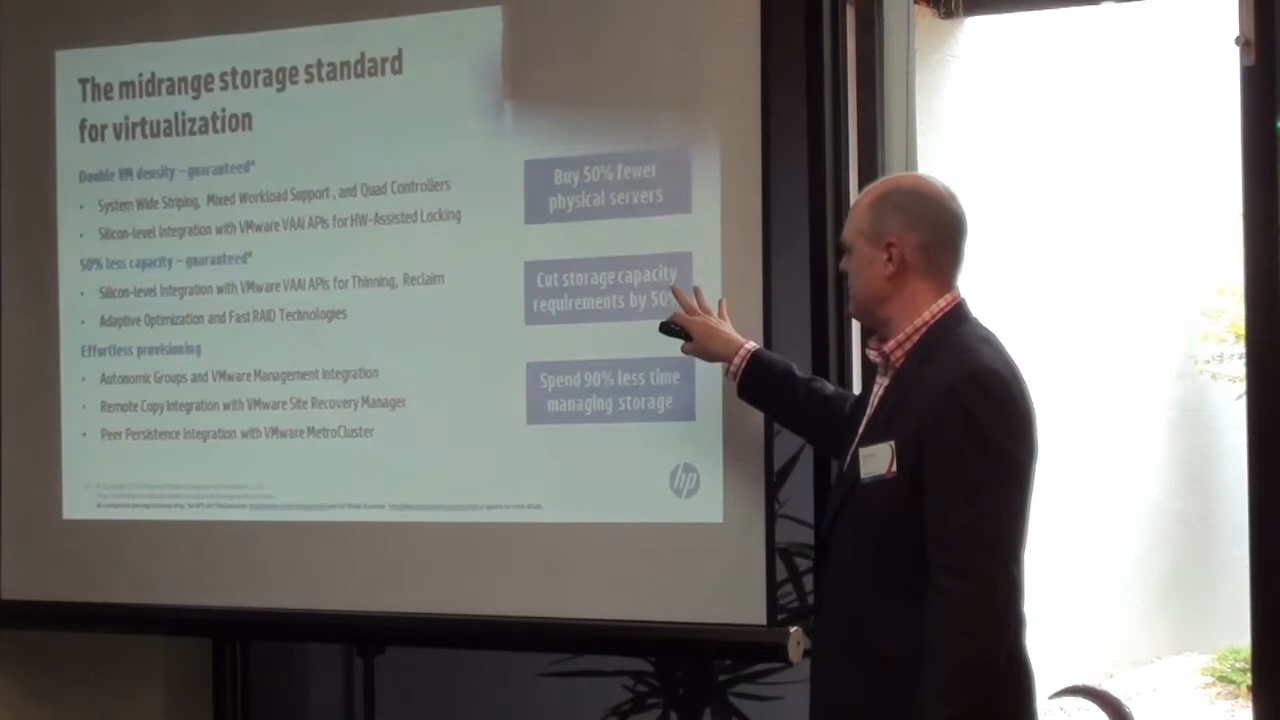 The midrange storage standard
for virtualization
Double VM density – guaranteed*
• System Wide Striping, Mixed Workload Support , and Quad Controllers
• Silicon-level Integration with VMware VAAI APIs for HW-Assisted Locking
50% less capacity – guaranteed*
• Silicon-level Integration with VMware VAAI APIs for Thinning, Reclaim
• Adaptive Optimization and Fast RAID Technologies
Effortless provisioning
• Autonomic Groups and VMware Management Integration
• Remote Copy Integration with VMware Site Recovery Manager
• Peer Persistence Integration with VMware MetroCluster
Buy 50% fewer
physical servers
Cut storage capacity
requirements by 50
Spend 90% less time
managing storage
hp